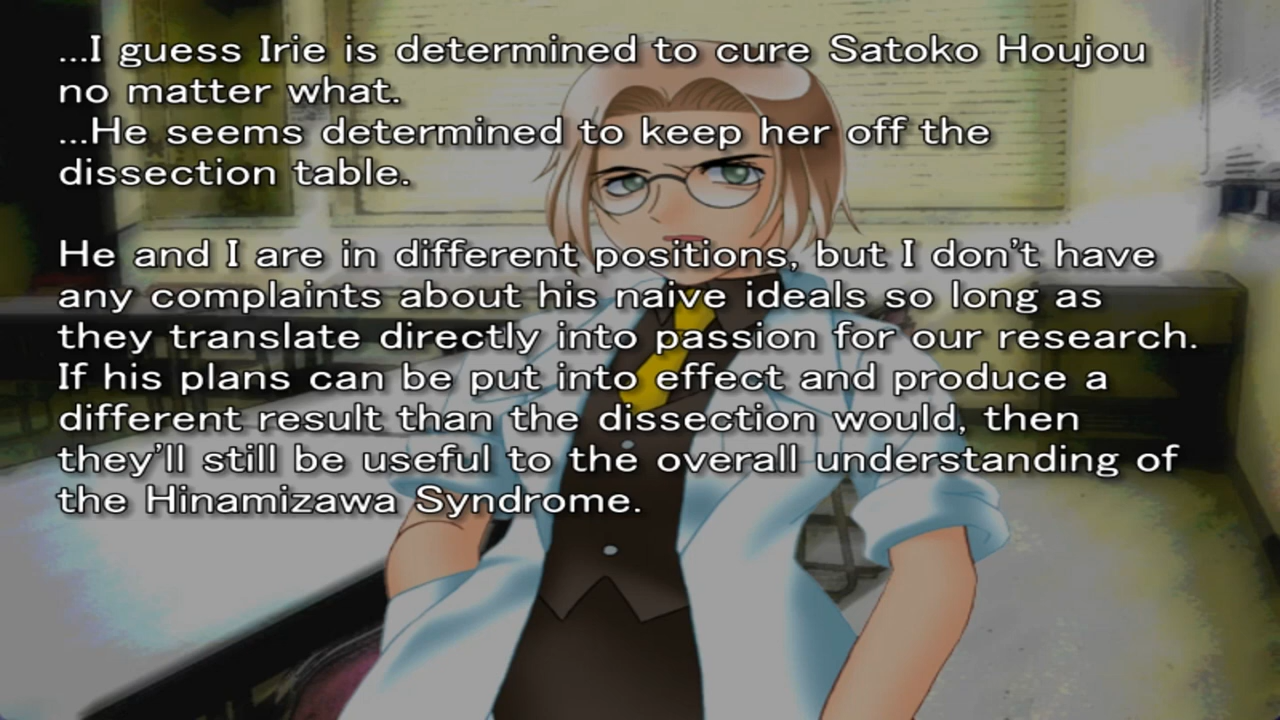 ...I guess Irie is determined to cure Satoko Houjou
no matter what.
...He seems determined to keep her off the
dissection table.
He and I are in different positions, but I don't have
any complaints about his naive ideals so long as
they translate directly into passion for our research.
If his plans can be put into effect and produce a
different result than the dissection would, then
they'll still be useful to the overall understanding of
the Hinamizawa Syndrome.